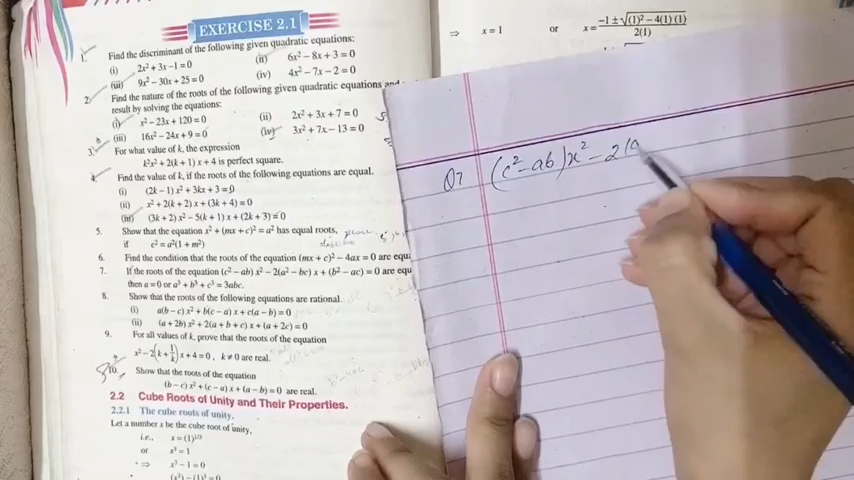 EXERCISE 2.1
1. Find the discriminant of the following given quadratic equations:
(i) 2x² + 3x − 1 = 0 (ii) 6x² − 8x + 3 = 0
(iii) 9x² − 30x + 25 = 0 (iv) 4x² − 7x − 2 = 0
2. Find the nature of the roots of the following given quadratic equations and
result by solving the equations:
(i) x² − 23x + 120 = 0 (ii) 2x² + 3x + 7 = 0
(iii) 16x² − 24x + 9 = 0 (iv) 3x² + 7x − 13 = 0
3. For what value of k, the expression
k²x² + 2(k + 1)x + 4 is perfect square.
4. Find the value of k, if the roots of the following equations are equal.
(i) (2k − 1)x² + 3kx + 3 = 0
(ii) x² + 2(k + 2)x + (3k + 4) = 0
(iii) (3k + 2)x² − 5(k + 1)x + (2k + 3) = 0
5. Show that the equation x² + (mx + c)² = a² has equal roots,
if c² = a²(1 + m²)
6. Find the condition that the roots of the equation (mx + c)² − 4ax = 0 are
7. If the roots of the equation (c² − ab) x² − 2(a² − bc) x + (b² − ac) = 0 are
then a = 0 or a³ + b³ + c³ = 3abc.
8. Show that the roots of the following equations are rational.
(i) a(b − c)x² + b(c − a)x + c(a − b) = 0
(ii) (a + 2b)x² + 2(a + b + c)x + (a + 2c) = 0
9. For all values of k, prove that the roots of the equation
x² − 2(k + 1/k)x + 4 = 0, k ≠ 0 are real.
10. Show that the roots of the equation
(b − c)x² + (c − a)x + (a − b) = 0 are real.
2.2 Cube Roots of Unity and Their Properties.
2.2.1 The cube roots of unity.
Let a number x be the cube root of unity,
i.e., x = (1)^1/3
or x³ = 1
⇒ x³ − 1 = 0
(x)³ − (1)³ = 0
⇒ x = 1 or x = −1 ± √(1)² − 4(1)(1) / 2(1)
Q7 (c² − ab)x² − 2(a